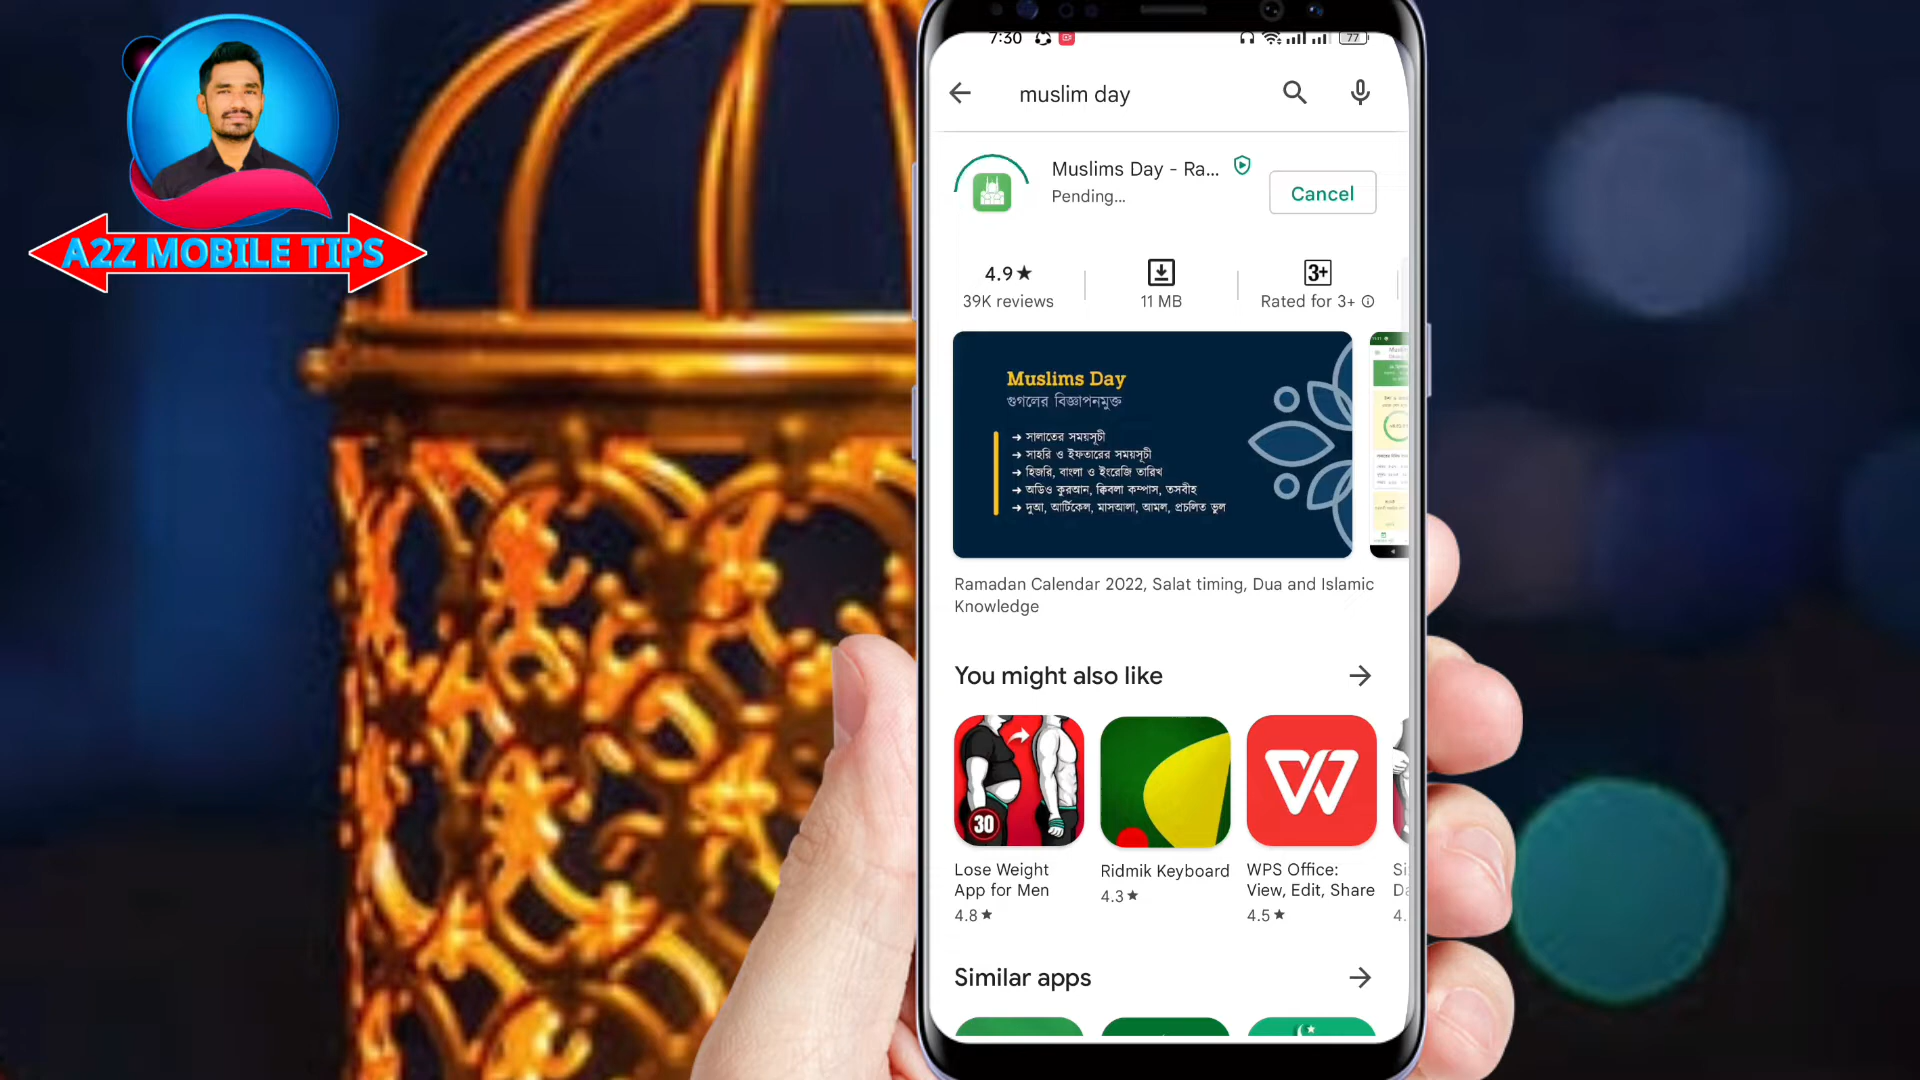 A2Z MOBILE TIPS
7:30
77
muslim day
Muslims Day - Ra...
Pending...
Cancel
4.9★
39K reviews
11 MB
3+
Rated for 3+
Muslims Day
গুগলের বিজ্ঞাপনমুক্ত
→ সালাতের সময়সূচী
→ সাহরি ও ইফতারের সময়সূচী
→ হিজরি, বাংলা ও ইংরেজি তারিখ
→ অডিও কুরআন, ক্বিবলা কম্পাস, তসবীহ
→ দুআ, আর্টিকেল, মাসআলা, আমল, প্রচলিত ভুল
Ramadan Calendar 2022, Salat timing, Dua and Islamic
Knowledge
You might also like
30
Lose Weight
App for Men
4.8★
Ridmik Keyboard
4.3★
WPS Office:
View, Edit, Share
4.5★
Similar apps